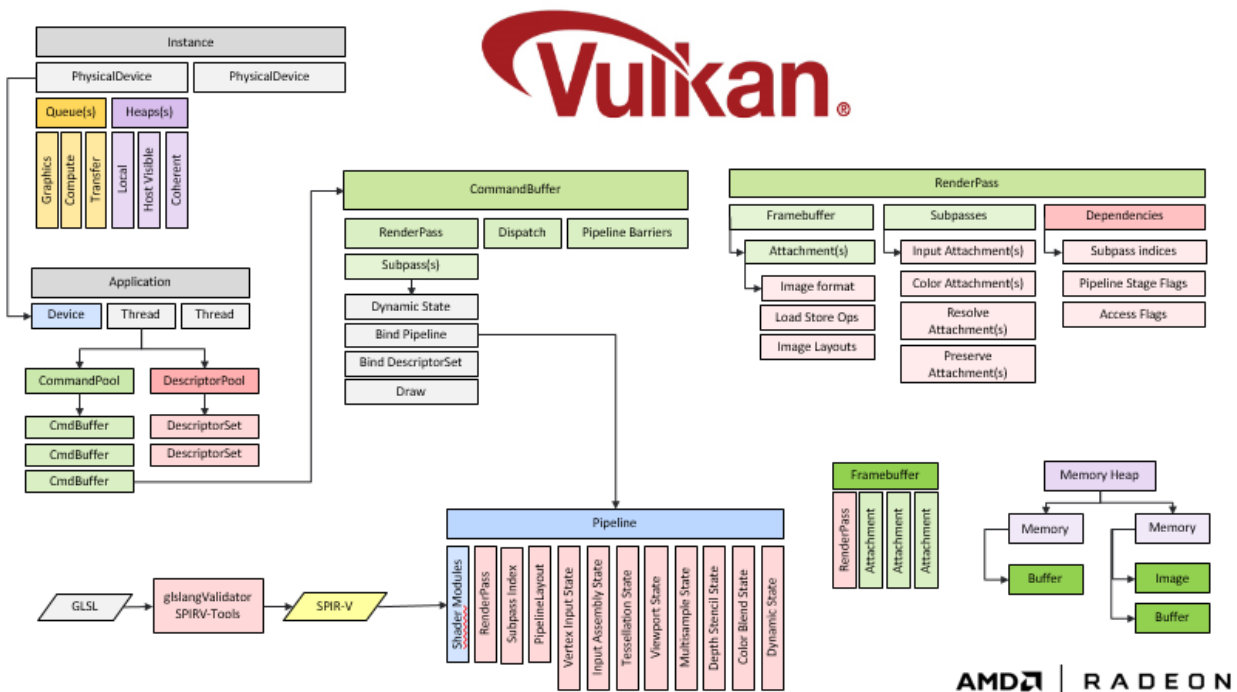 Vulkan®
Instance
PhysicalDevice
PhysicalDevice
Queue(s)
Heaps(s)
Graphics
Compute
Transfer
Local
Host Visible
Coherent
Application
Device
Thread
Thread
CommandPool
DescriptorPool
CmdBuffer
DescriptorSet
CmdBuffer
DescriptorSet
CmdBuffer
CommandBuffer
RenderPass
Dispatch
Pipeline Barriers
Subpass(s)
Dynamic State
Bind Pipeline
Bind DescriptorSet
Draw
RenderPass
Framebuffer
Subpasses
Dependencies
Attachment(s)
Input Attachment(s)
Subpass indices
Image format
Color Attachment(s)
Pipeline Stage Flags
Load Store Ops
Resolve
Attachment(s)
Access Flags
Image Layouts
Preserve
Attachment(s)
GLSL
glslangValidator
SPIRV-Tools
SPIR-V
Pipeline
Shader Modules
RenderPass
Subpass Index
PipelineLayout
Vertex Input State
Input Assembly State
Tessellation State
Viewport State
Multisample State
Depth Stencil State
Color Blend State
Dynamic State
Framebuffer
RenderPass
Attachment
Attachment
Attachment
Memory Heap
Memory
Memory
Buffer
Image
Buffer
AMD
RADEON